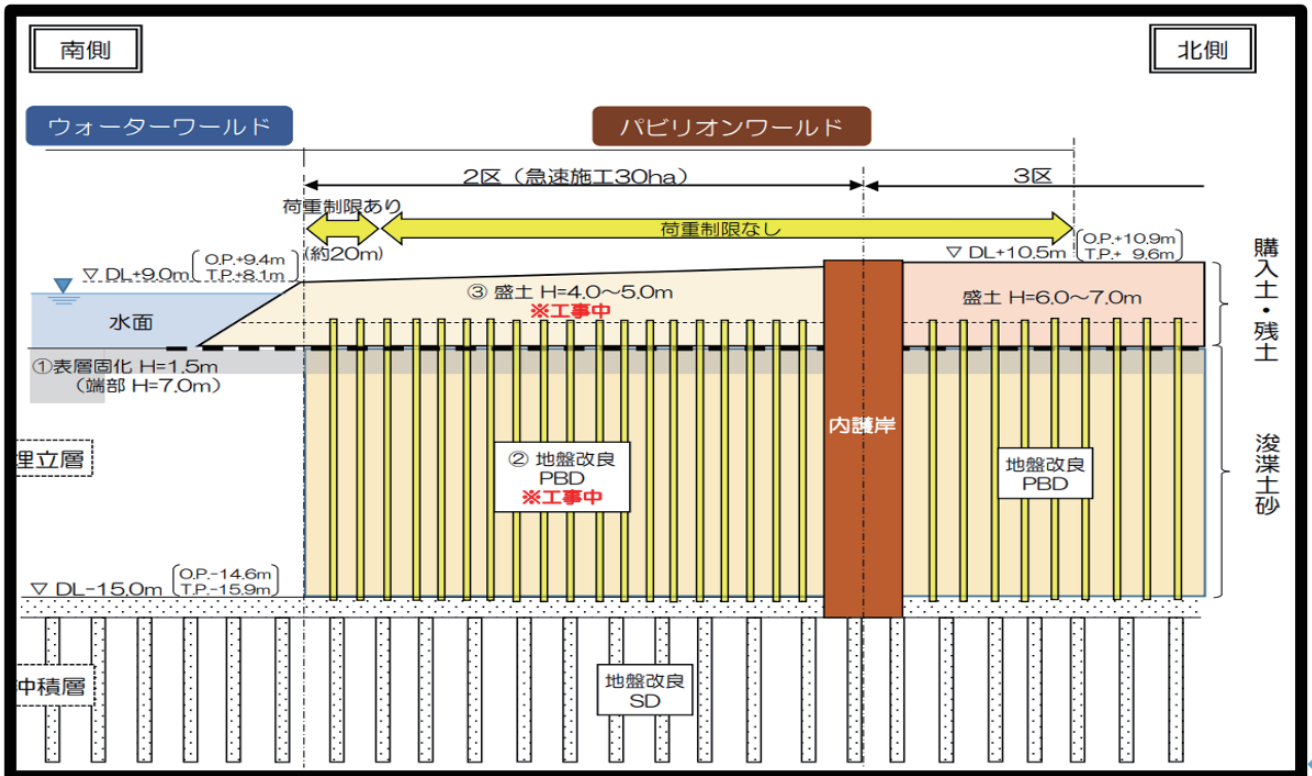 南側
北側
ウォーターワールド
パビリオンワールド
2区（急速施工30ha）
3区
荷重制限あり
荷重制限なし
(約20m)
▽ DL+9.0m
O.P.+9.4m
T.P.+8.1m
▽ DL+10.5m
O.P.+10.9m
T.P.+ 9.6m
③ 盛土 H=4.0～5.0m
※工事中
盛土 H=6.0～7.0m
購入土・残土
水面
①表層固化 H=1.5m
（端部 H=7.0m）
内護岸
埋立層
② 地盤改良
PBD
※工事中
地盤改良
PBD
浚渫土砂
▽ DL-15.0m
O.P.-14.6m
T.P.-15.9m
沖積層
地盤改良
SD